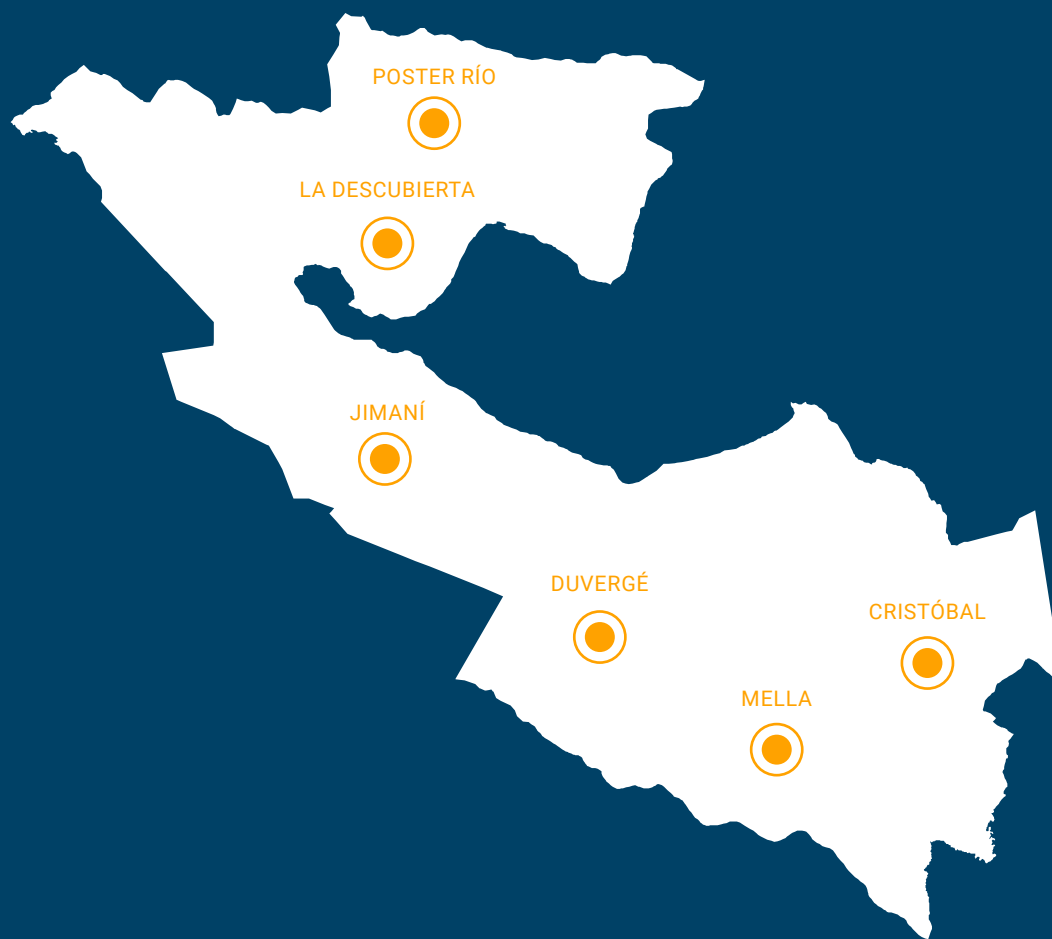 POSTER RÍO
LA DESCUBIERTA
JIMANÍ
DUVERGÉ
CRISTÓBAL
MELLA